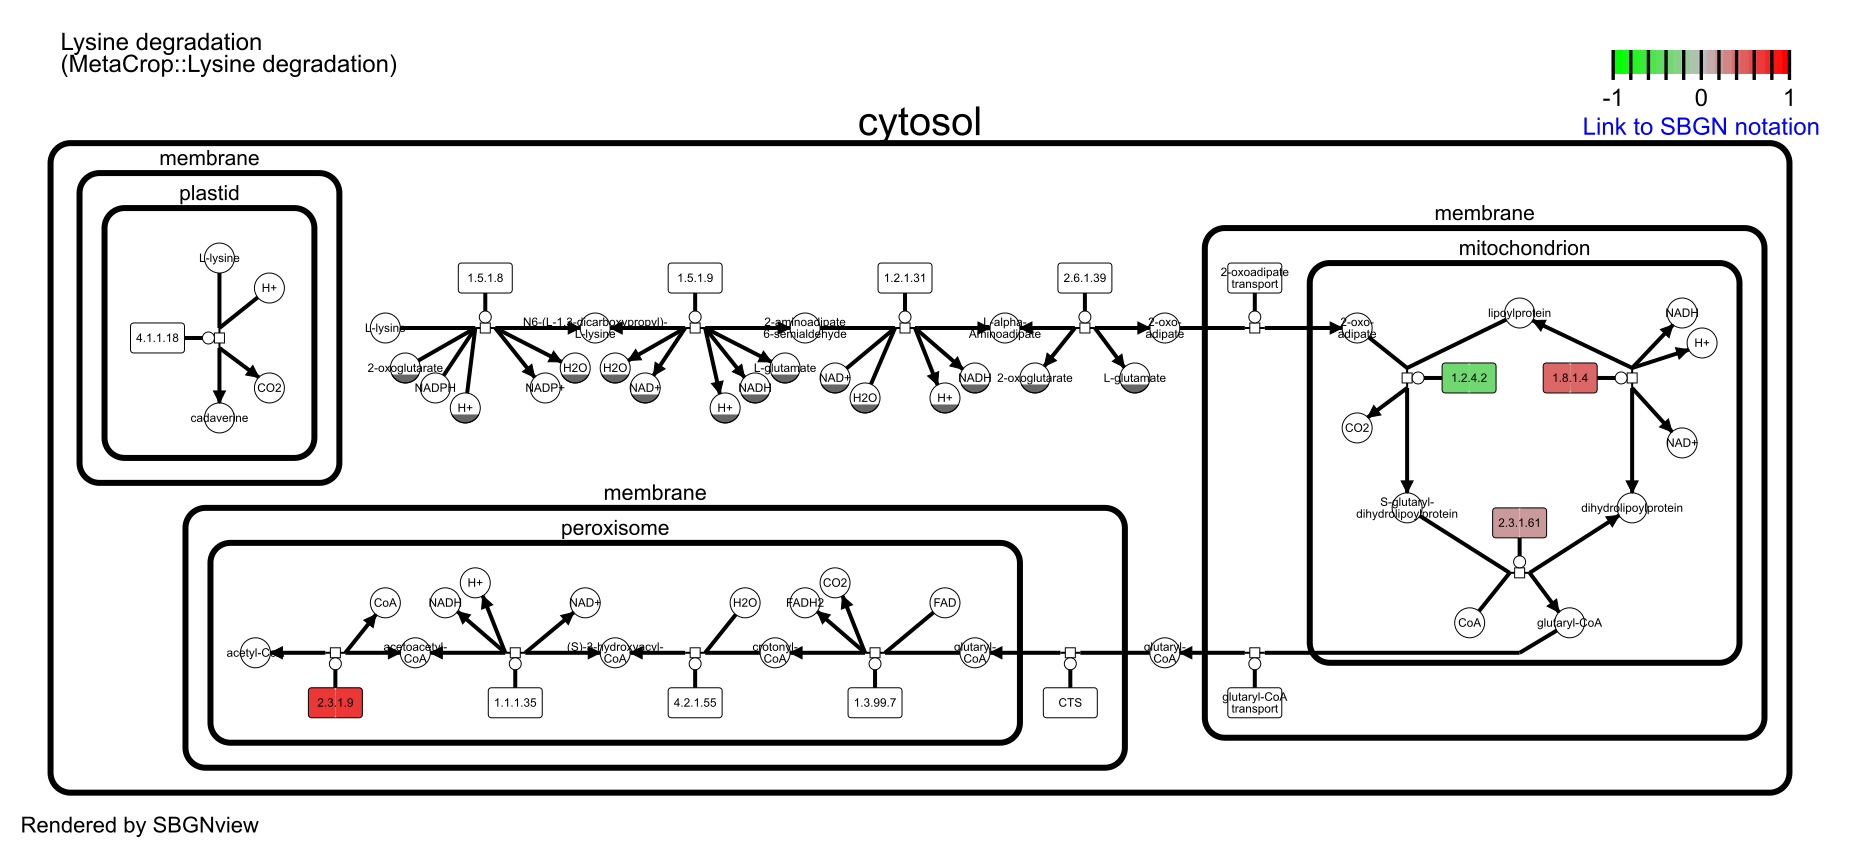 Lysine degradation
(MetaCrop::Lysine degradation)
-1 0 1
Link to SBGN notation
cytosol
membrane
plastid
L-lysine
H+
4.1.1.18
CO2
cadaverine
1.5.1.8
1.5.1.9
1.2.1.31
2.6.1.39
2-oxoadipate
transport
L-lysine
N6-(L-1,3-dicarboxypropyl)-
L-lysine
2-aminoadipate
6-semialdehyde
L-alpha-
Aminoadipate
2-oxo-
adipate
2-oxoglutarate
NADPH
H+
NADP+
H2O
H2O
NAD+
H+
NADH
L-glutamate
NAD+
H2O
H+
NADH
2-oxoglutarate
L-glutamate
membrane
mitochondrion
2-oxo-
adipate
lipoylprotein
NADH
H+
1.2.4.2
1.8.1.4
CO2
NAD+
S-glutaryl-
dihydrolipoylprotein
2.3.1.61
dihydrolipoylprotein
CoA
glutaryl-CoA
membrane
peroxisome
CoA
NADH
H+
NAD+
H2O
FADH2
CO2
FAD
acetyl-CoA
acetoacetyl-
CoA
(S)-3-hydroxyacyl-
CoA
crotonyl-
CoA
glutaryl-
CoA
glutaryl-
CoA
2.3.1.9
1.1.1.35
4.2.1.55
1.3.99.7
CTS
glutaryl-CoA
transport
Rendered by SBGNview